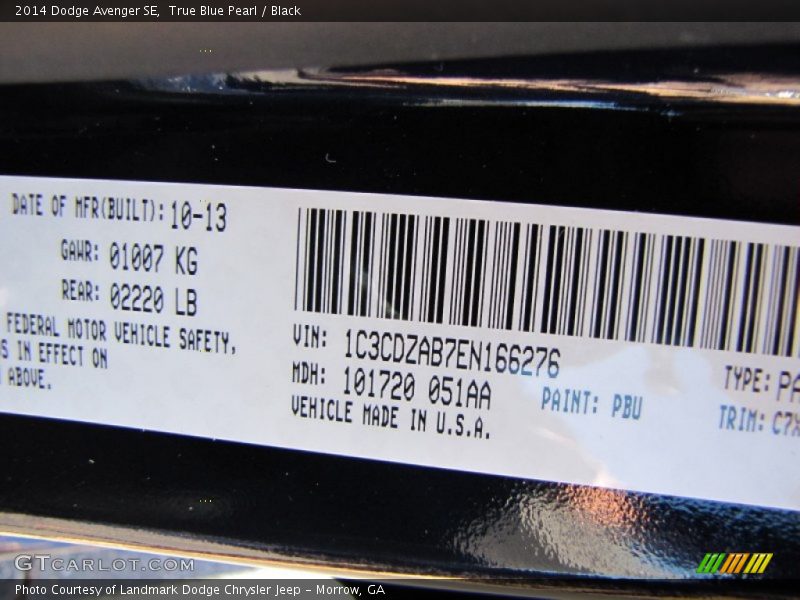 2014 Dodge Avenger SE,  True Blue Pearl / Black
DATE OF MFR(BUILT): 10-13
GAWR: 01007 KG
REAR: 02220 LB
FEDERAL MOTOR VEHICLE SAFETY,
S IN EFFECT ON
ABOVE.
VIN: 1C3CDZAB7EN166276
MDH: 101720 051AA
VEHICLE MADE IN U.S.A.
PAINT: PBU
TYPE: PA
TRIM: C7X
GTCARLOT.COM
Photo Courtesy of Landmark Dodge Chrysler Jeep - Morrow, GA